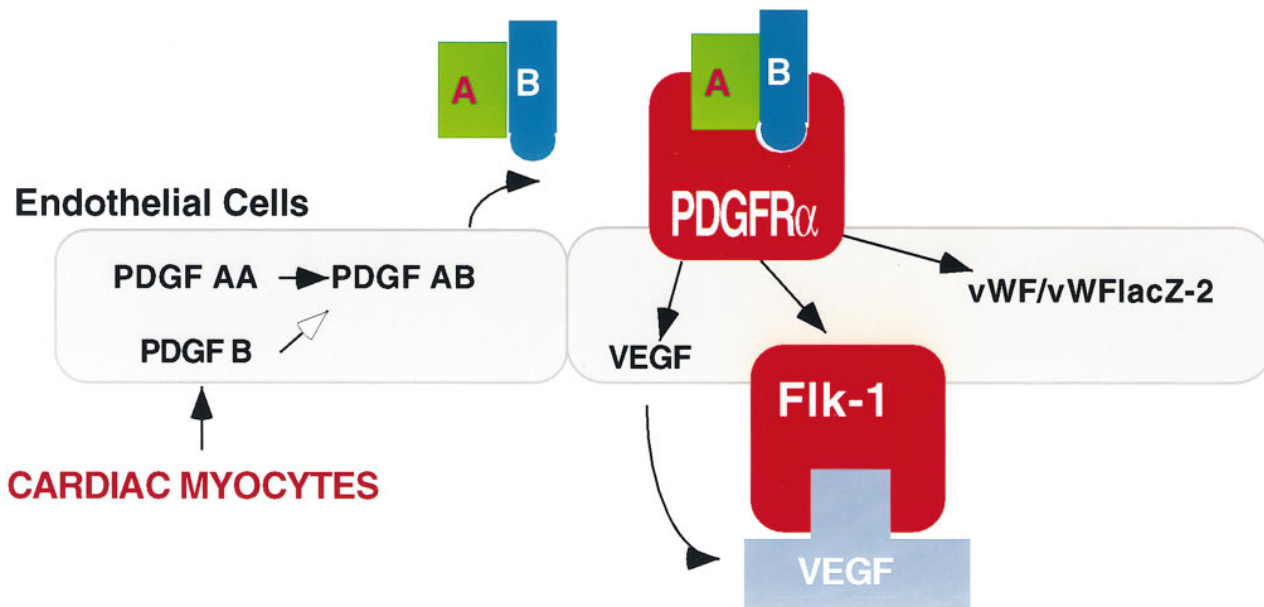 A B
A B
PDGFRα
Endothelial Cells
PDGF AA PDGF AB
PDGF B
vWF/vWFlacZ-2
VEGF
Flk-1
CARDIAC MYOCYTES
VEGF